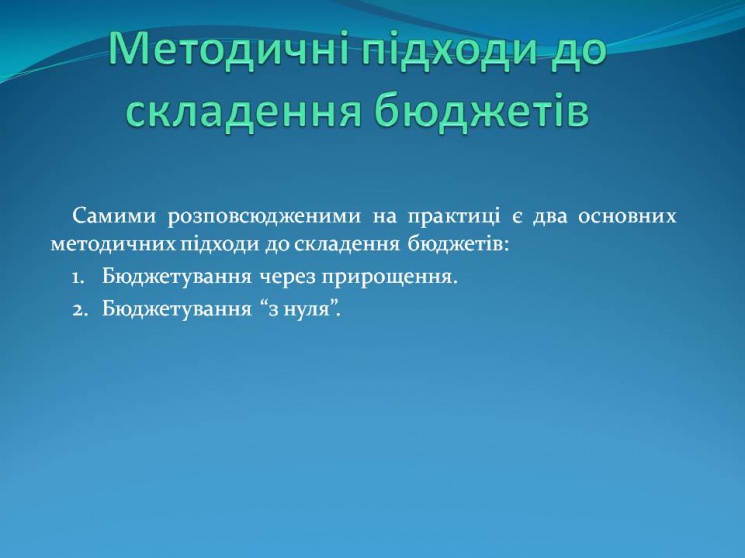 Методичні підходи до
складення бюджетів
Самими розповсюдженими на практиці є два основних
методичних підходи до складення бюджетів:
1. Бюджетування через прирощення.
2. Бюджетування “з нуля”.